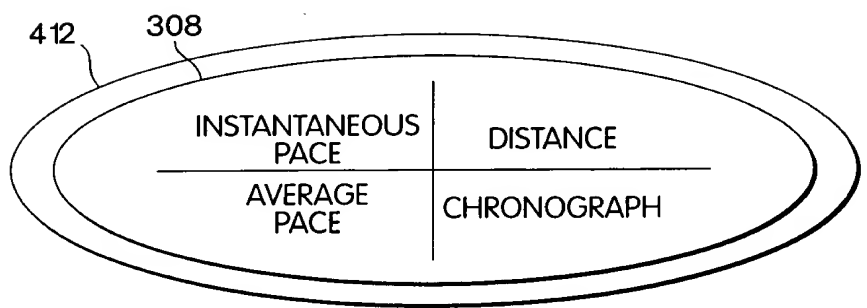 412
308
INSTANTANEOUS
PACE
DISTANCE
AVERAGE
PACE
CHRONOGRAPH